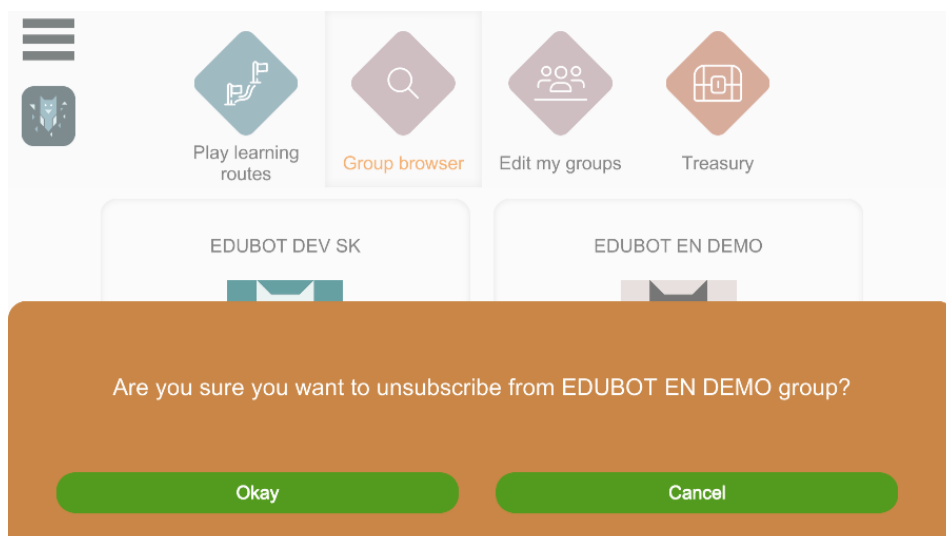 Play learning
routes
Group browser
Edit my groups
Treasury
EDUBOT DEV SK
EDUBOT EN DEMO
Are you sure you want to unsubscribe from EDUBOT EN DEMO group?
Okay
Cancel